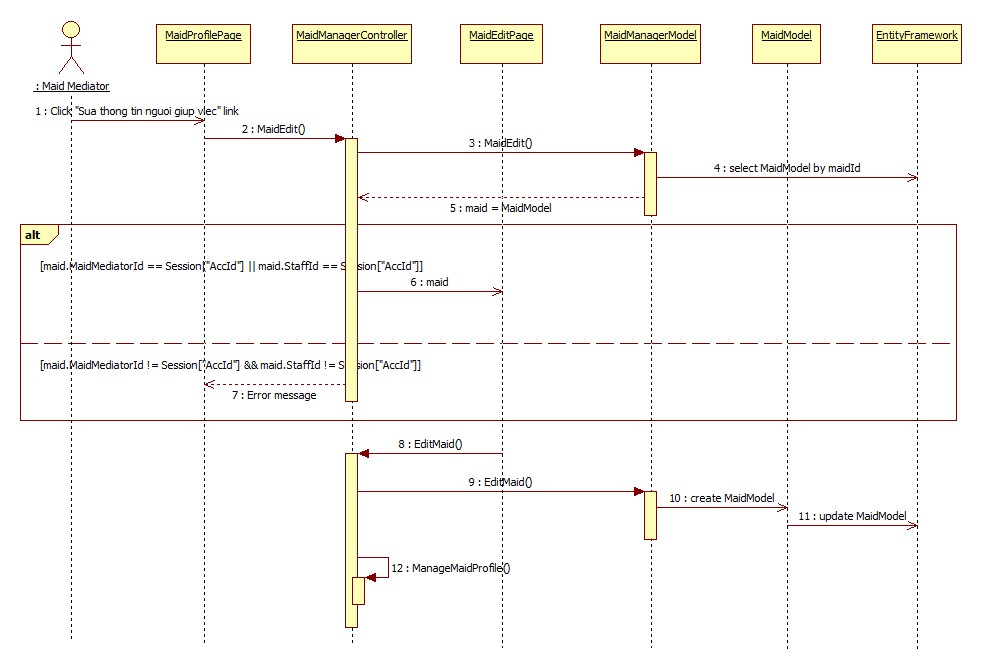 MaidProfilePage
MaidManagerController
MaidEditPage
MaidManagerModel
MaidModel
EntityFramework
: Maid Mediator
1 : Click "Sua thong tin nguoi giup viec" link
2 : MaidEdit()
3 : MaidEdit()
4 : select MaidModel by maidId
5 : maid = MaidModel
alt
[maid.MaidMediatorId == Session["AccId"] || maid.StaffId == Session["AccId"]]
6 : maid
[maid.MaidMediatorId != Session["AccId"] && maid.StaffId != Session["AccId"]]
7 : Error message
8 : EditMaid()
9 : EditMaid()
10 : create MaidModel
11 : update MaidModel
12 : ManageMaidProfile()